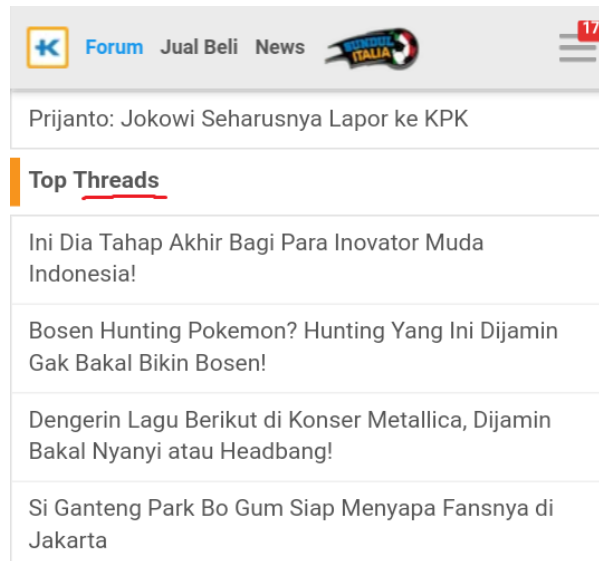 Forum Jual Beli News SUNDUL ITALIA 17
Prijanto: Jokowi Seharusnya Lapor ke KPK
Top Threads
Ini Dia Tahap Akhir Bagi Para Inovator Muda
Indonesia!
Bosen Hunting Pokemon? Hunting Yang Ini Dijamin
Gak Bakal Bikin Bosen!
Dengerin Lagu Berikut di Konser Metallica, Dijamin
Bakal Nyanyi atau Headbang!
Si Ganteng Park Bo Gum Siap Menyapa Fansnya di
Jakarta